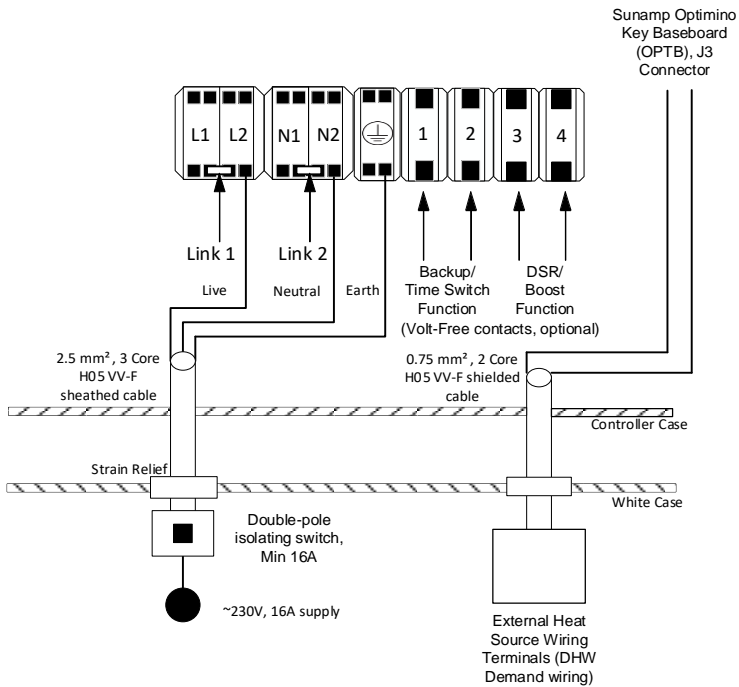 Sunamp Optimino
Key Baseboard
(OPTB), J3
Connector
L1 L2 N1 N2 1 2 3 4
Link 1
Link 2
Live
Neutral
Earth
Backup/
Time Switch
Function
DSR/
Boost
Function
(Volt-Free contacts, optional)
2.5 mm², 3 Core
H05 VV-F
sheathed cable
0.75 mm², 2 Core
H05 VV-F shielded
cable
Controller Case
Strain Relief
White Case
Double-pole
isolating switch,
Min 16A
~230V, 16A supply
External Heat
Source Wiring
Terminals (DHW
Demand wiring)